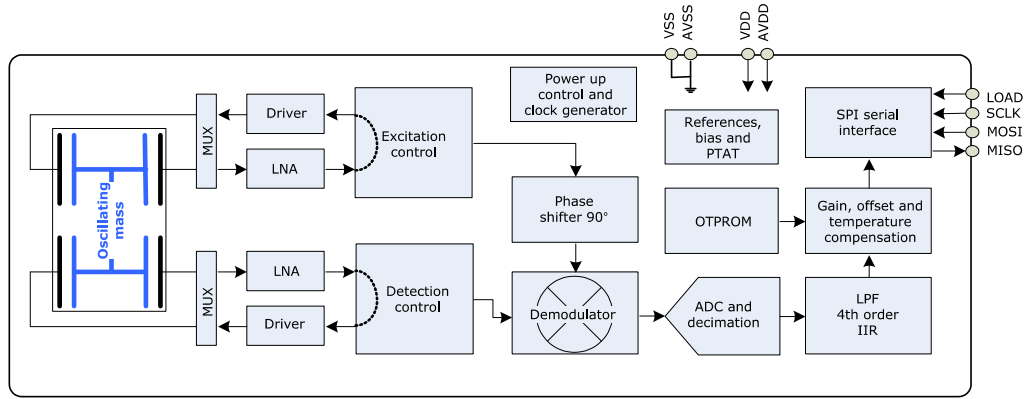 VSS
AVSS
VDD
AVDD
MUX
Driver
LNA
Excitation
control
Power up
control and
clock generator
References,
bias and
PTAT
SPI serial
interface
LOAD
SCLK
MOSI
MISO
Oscillating
mass
Phase
shifter 90°
OTPROM
Gain, offset and
temperature
compensation
MUX
LNA
Driver
Detection
control
Demodulator
ADC and
decimation
LPF
4th order
IIR